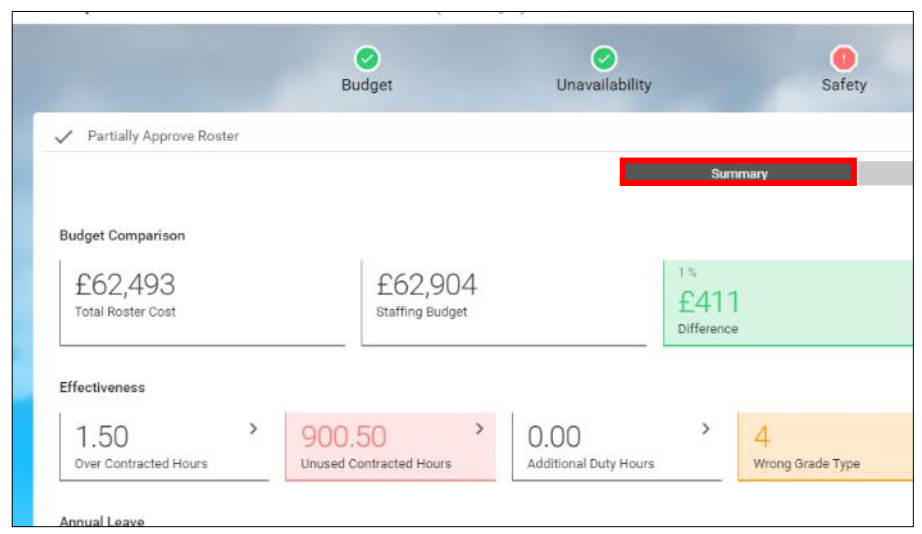 Budget
Unavailability
Safety
Partially Approve Roster
Summary
Budget Comparison
£62,493
Total Roster Cost
£62,904
Staffing Budget
1 %
£411
Difference
Effectiveness
1.50
Over Contracted Hours
900.50
Unused Contracted Hours
0.00
Additional Duty Hours
4
Wrong Grade Type
Annual Leave